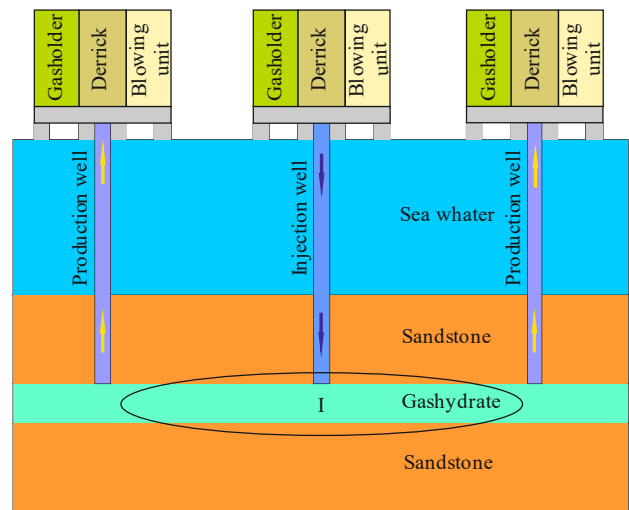 Gasholder
Derrick
Blowing
unit
Gasholder
Derrick
Blowing
unit
Gasholder
Derrick
Blowing
unit
Production well
Injection well
Production well
Sea whater
Sandstone
Gashydrate
I
Sandstone